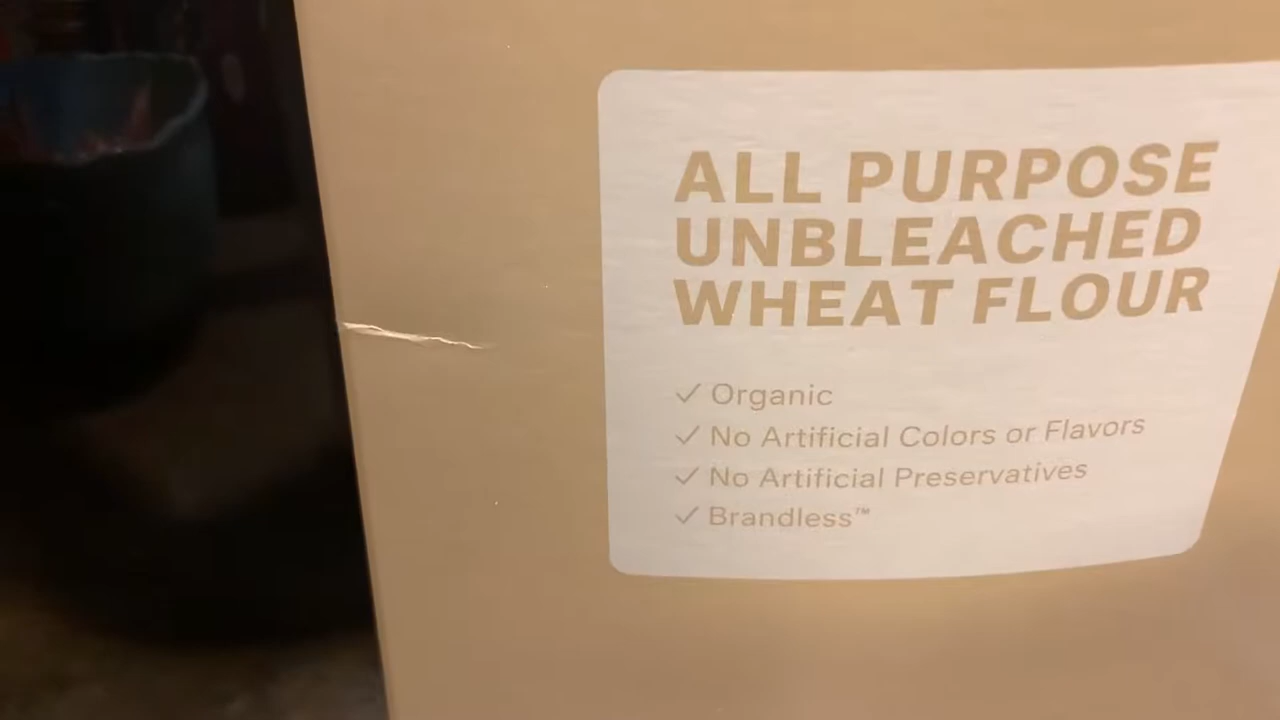 ALL PURPOSE
UNBLEACHED
WHEAT FLOUR
✓ Organic
✓ No Artificial Colors or Flavors
✓ No Artificial Preservatives
✓ Brandless™